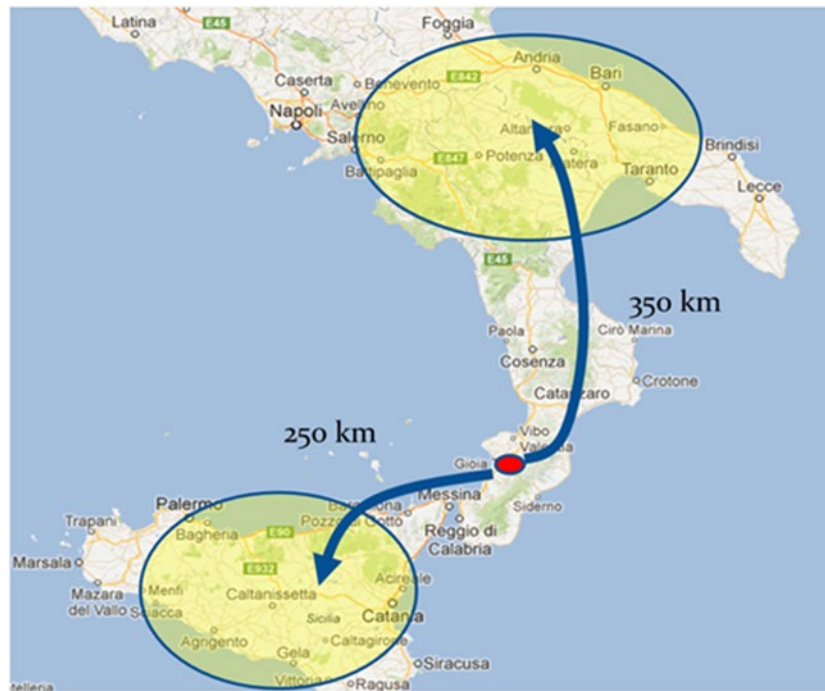 Latina
E45
Foggia
Caserta
Benevento
E842
Andria
Bari
Napoli
Avellino
Salerno
Altamura
Fasano
Brindisi
E847
Potenza
Matera
Battipaglia
Taranto
Lecce
E45
350 km
Paola
Cirò Marina
Cosenza
Crotone
Catanzaro
250 km
Vibo
Valentia
Gioia
Messina
Siderno
Palermo
Trapani
Bagheria
Pozzo di Gotto
Reggio di
Calabria
E90
Marsala
E932
Acireale
Mazara
del Vallo
Menfi
Sciacca
Caltanissetta
Sicilia
Catania
Agrigento
Caltagirone
Gela
Siracusa
Vittoria
Ragusa